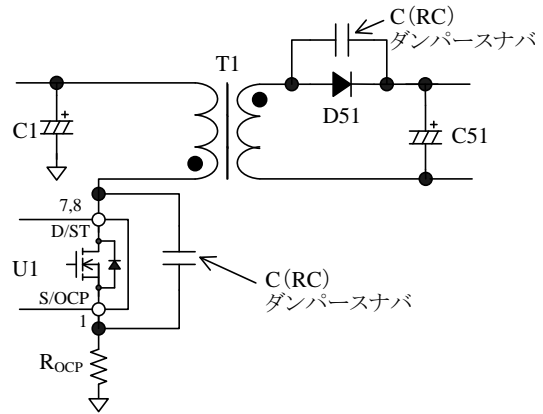 C(RC)
ダンパースナバ
T1
D51
C1
+
C51
+
7,8
D/ST
U1
S/OCP
1
C(RC)
ダンパースナバ
ROCP